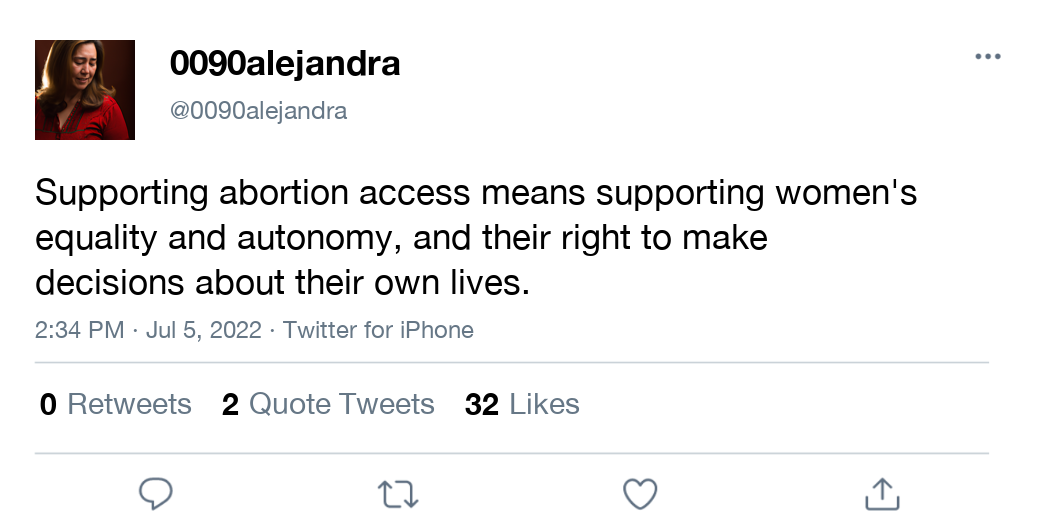 0090alejandra
@0090alejandra
Supporting abortion access means supporting women's
equality and autonomy, and their right to make
decisions about their own lives.
2:34 PM · Jul 5, 2022 · Twitter for iPhone
0 Retweets 2 Quote Tweets 32 Likes